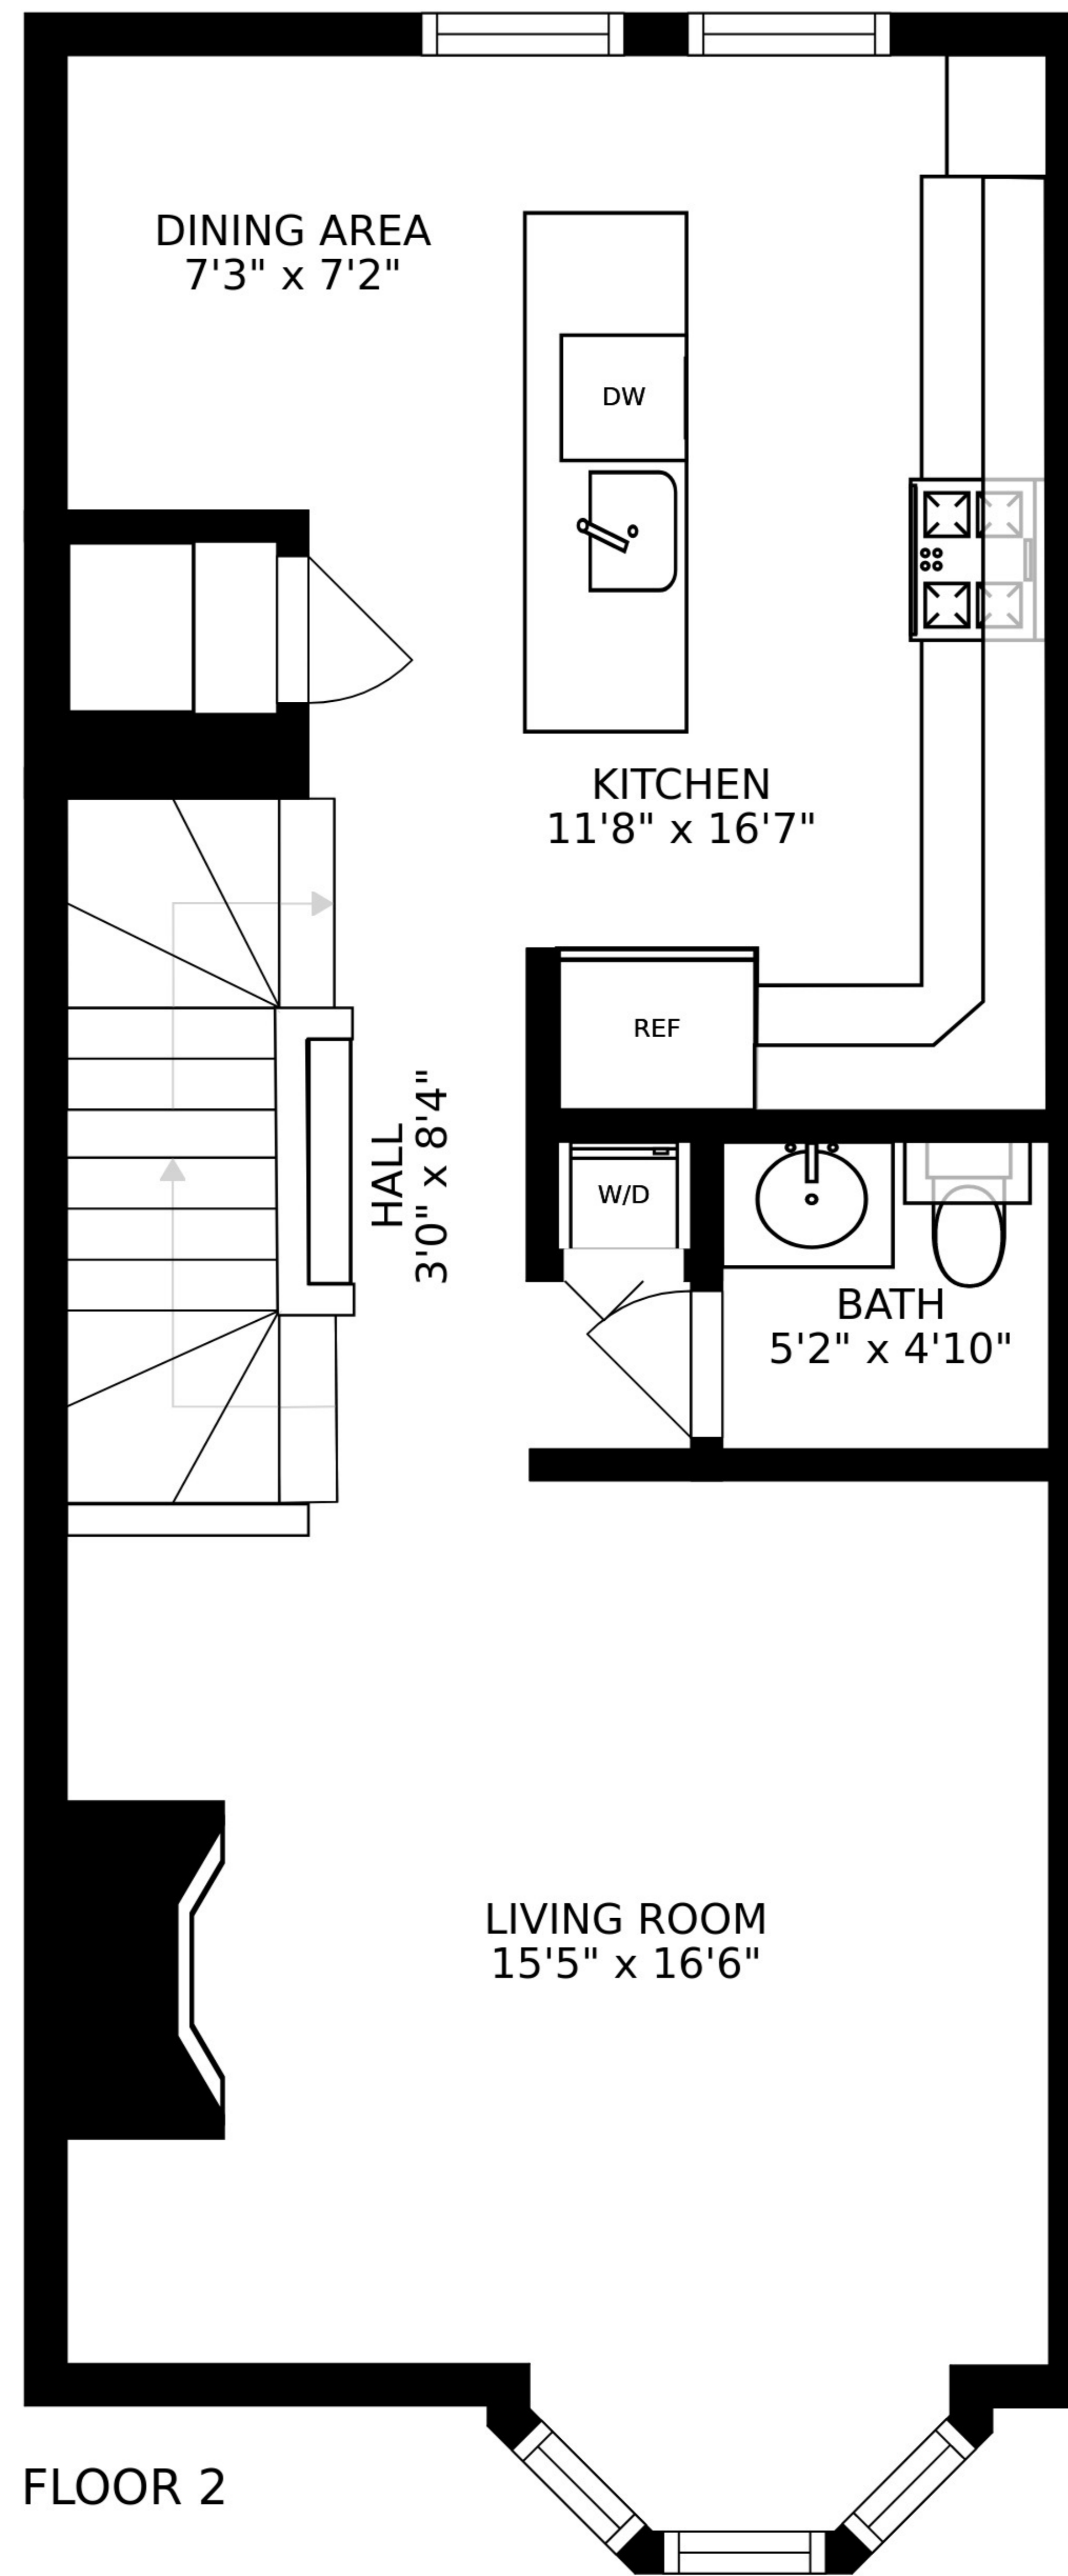 DINING AREA
7'3" x 7'2"
DW
KITCHEN
11'8" x 16'7"
REF
HALL
3'0" x 8'4"
W/D
BATH
5'2" x 4'10"
LIVING ROOM
15'5" x 16'6"
FLOOR 2